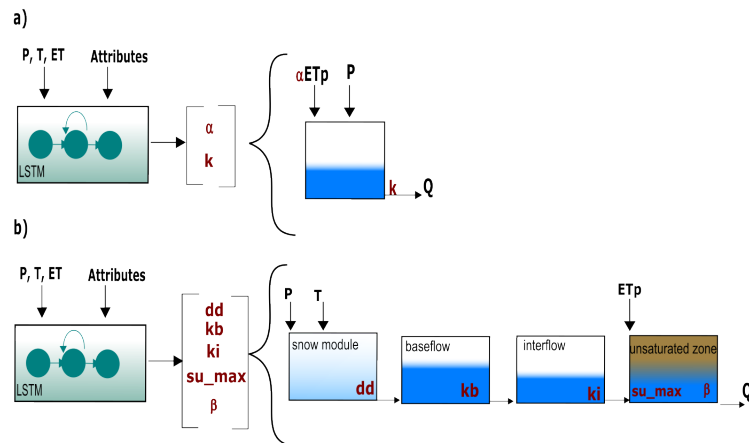 a)
P, T, ET
Attributes
LSTM
α
k
αETp
P
k
Q
b)
P, T, ET
Attributes
LSTM
dd
kb
ki
su_max
β
P
T
snow module
dd
baseflow
kb
interflow
ki
ETp
unsaturated zone
su_max
β
Q